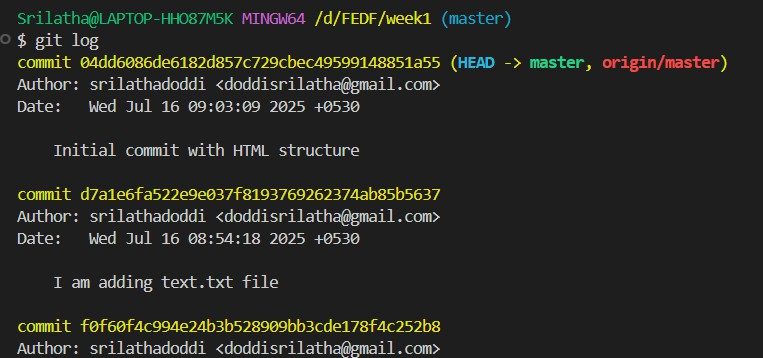 Srilatha@LAPTOP-HHO87M5K MINGW64 /d/FEDF/week1 (master)
$ git log
commit 04dd6086de6182d857c729cbec49599148851a55 (HEAD -> master, origin/master)
Author: srilathadoddi <doddisrilatha@gmail.com>
Date:   Wed Jul 16 09:03:09 2025 +0530

    Initial commit with HTML structure

commit d7a1e6fa522e9e037f8193769262374ab85b5637
Author: srilathadoddi <doddisrilatha@gmail.com>
Date:   Wed Jul 16 08:54:18 2025 +0530

    I am adding text.txt file

commit f0f60f4c994e24b3b528909bb3cde178f4c252b8
Author: srilathadoddi <doddisrilatha@gmail.com>